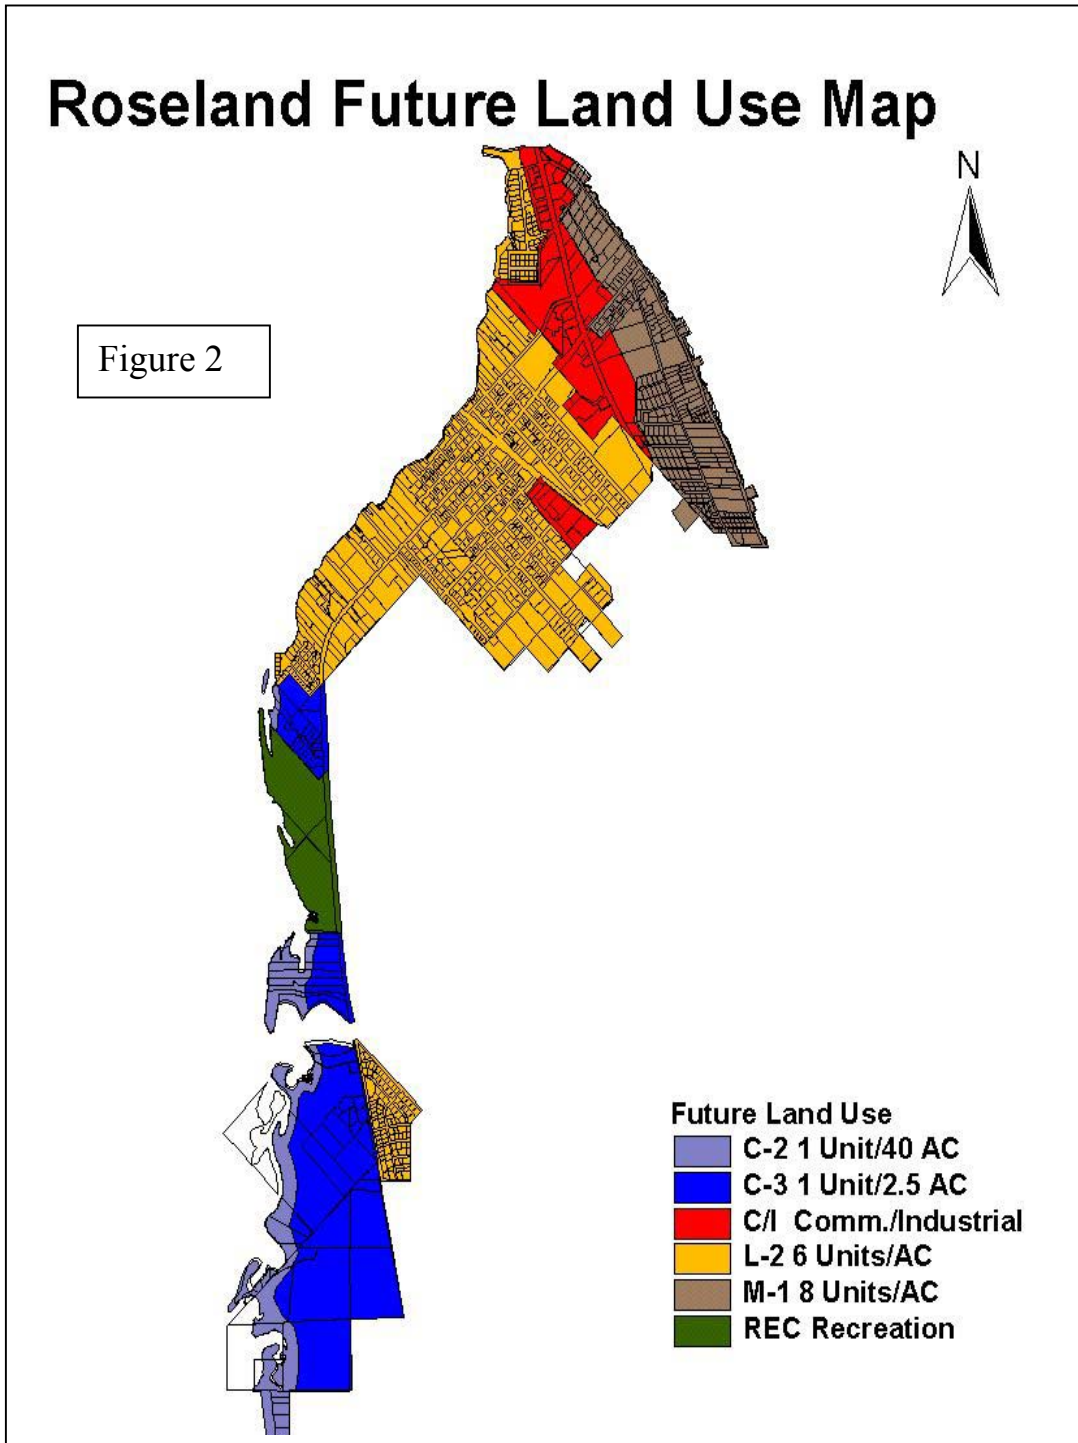 Roseland Future Land Use Map
N
Figure 2
Future Land Use
C-2 1 Unit/40 AC
C-3 1 Unit/2.5 AC
C/I Comm./Industrial
L-2 6 Units/AC
M-1 8 Units/AC
REC Recreation